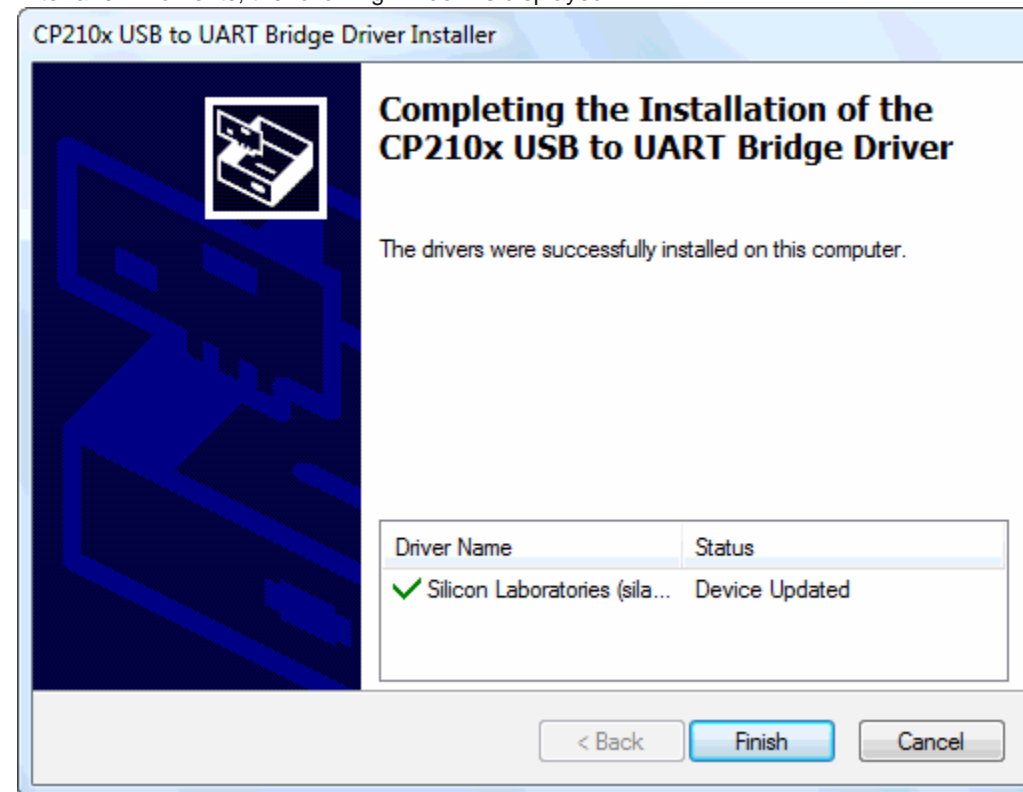 CP210x USB to UART Bridge Driver Installer
Completing the Installation of the
CP210x USB to UART Bridge Driver
The drivers were successfully installed on this computer.
Driver Name Status
Silicon Laboratories (sila... Device Updated
< Back Finish Cancel